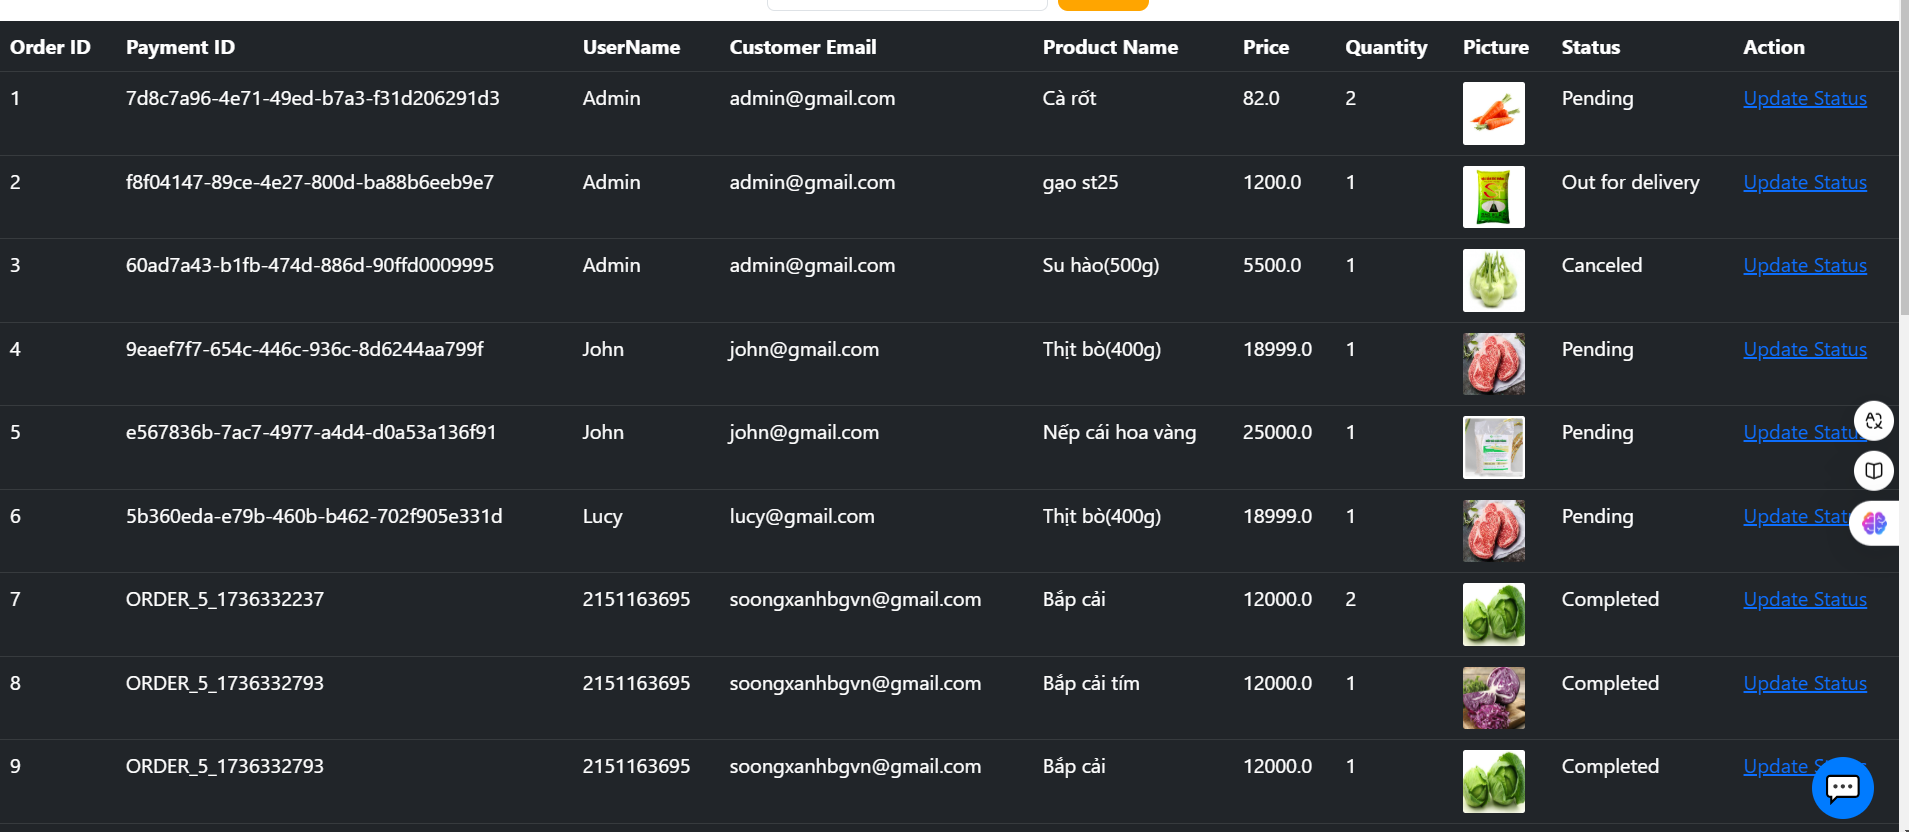 Order ID Payment ID UserName Customer Email Product Name Price Quantity Picture Status Action
1 7d8c7a96-4e71-49ed-b7a3-f31d206291d3 Admin admin@gmail.com Cà rốt 82.0 2 Pending Update Status
2 f8f04147-89ce-4e27-800d-ba88b6eeb9e7 Admin admin@gmail.com gạo st25 1200.0 1 Out for delivery Update Status
3 60ad7a43-b1fb-474d-886d-90ffd0009995 Admin admin@gmail.com Su hào(500g) 5500.0 1 Canceled Update Status
4 9eaef7f7-654c-446c-936c-8d6244aa799f John john@gmail.com Thịt bò(400g) 18999.0 1 Pending Update Status
5 e567836b-7ac7-4977-a4d4-d0a53a136f91 John john@gmail.com Nếp cái hoa vàng 25000.0 1 Pending Update Statu
6 5b360eda-e79b-460b-b462-702f905e331d Lucy lucy@gmail.com Thịt bò(400g) 18999.0 1 Pending Update Stat
7 ORDER_5_1736332237 2151163695 soongxanhbgvn@gmail.com Bắp cải 12000.0 2 Completed Update Status
8 ORDER_5_1736332793 2151163695 soongxanhbgvn@gmail.com Bắp cải tím 12000.0 1 Completed Update Status
9 ORDER_5_1736332793 2151163695 soongxanhbgvn@gmail.com Bắp cải 12000.0 1 Completed Update S